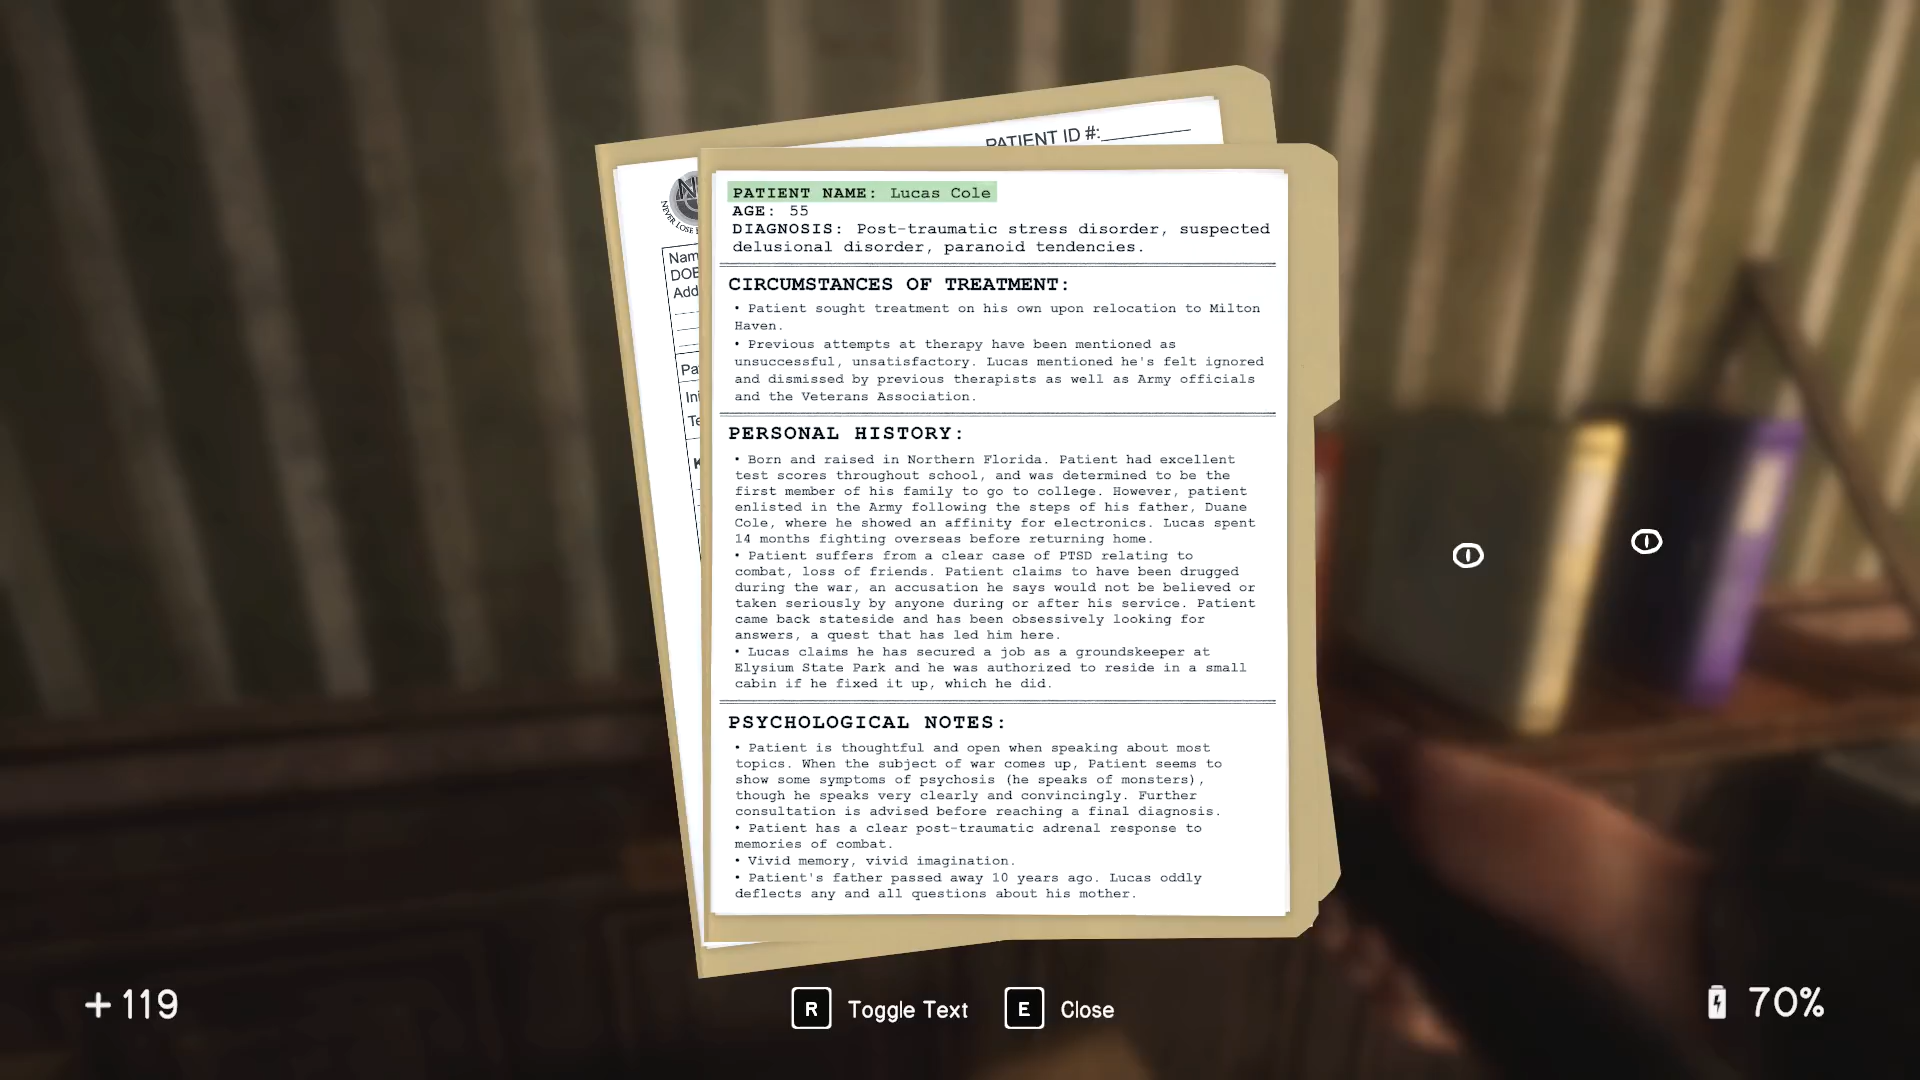 PATIENT ID #:
NEVER LOSE
Nam
DOB
Add
Pa
Ini
Te
K
PATIENT NAME: Lucas Cole
AGE: 55
DIAGNOSIS: Post-traumatic stress disorder, suspected
delusional disorder, paranoid tendencies.
CIRCUMSTANCES OF TREATMENT:
• Patient sought treatment on his own upon relocation to Milton
Haven.
• Previous attempts at therapy have been mentioned as
unsuccessful, unsatisfactory. Lucas mentioned he's felt ignored
and dismissed by previous therapists as well as Army officials
and the Veterans Association.
PERSONAL HISTORY:
• Born and raised in Northern Florida. Patient had excellent
test scores throughout school, and was determined to be the
first member of his family to go to college. However, patient
enlisted in the Army following the steps of his father, Duane
Cole, where he showed an affinity for electronics. Lucas spent
14 months fighting overseas before returning home.
• Patient suffers from a clear case of PTSD relating to
combat, loss of friends. Patient claims to have been drugged
during the war, an accusation he says would not be believed or
taken seriously by anyone during or after his service. Patient
came back stateside and has been obsessively looking for
answers, a quest that has led him here.
• Lucas claims he has secured a job as a groundskeeper at
Elysium State Park and he was authorized to reside in a small
cabin if he fixed it up, which he did.
PSYCHOLOGICAL NOTES:
• Patient is thoughtful and open when speaking about most
topics. When the subject of war comes up, Patient seems to
show some symptoms of psychosis (he speaks of monsters),
though he speaks very clearly and convincingly. Further
consultation is advised before reaching a final diagnosis.
• Patient has a clear post-traumatic adrenal response to
memories of combat.
• Vivid memory, vivid imagination.
• Patient's father passed away 10 years ago. Lucas oddly
deflects any and all questions about his mother.
+ 119
R Toggle Text E Close
70%